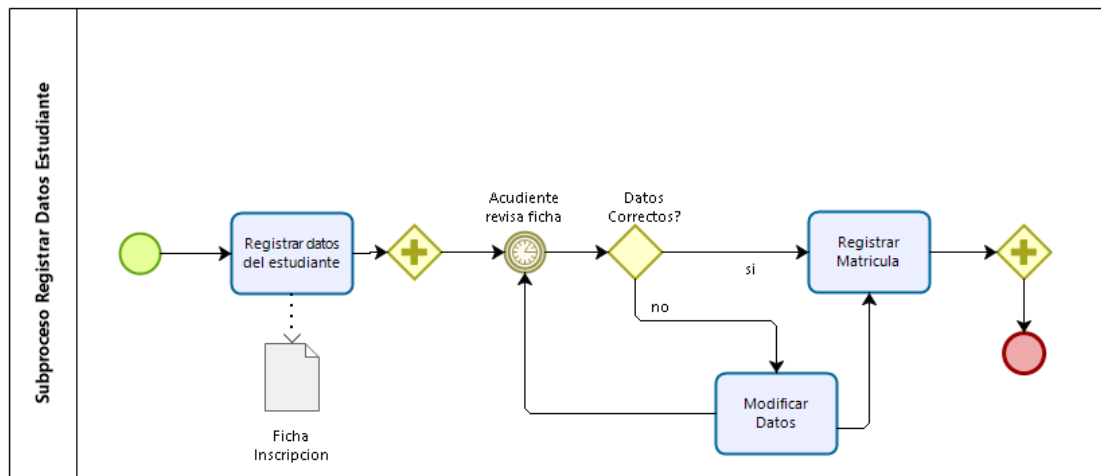 Subproceso Registrar Datos Estudiante
Registrar datos
del estudiante
Ficha
Inscripcion
Acudiente
revisa ficha
Datos
Correctos?
si
no
Registrar
Matricula
Modificar
Datos